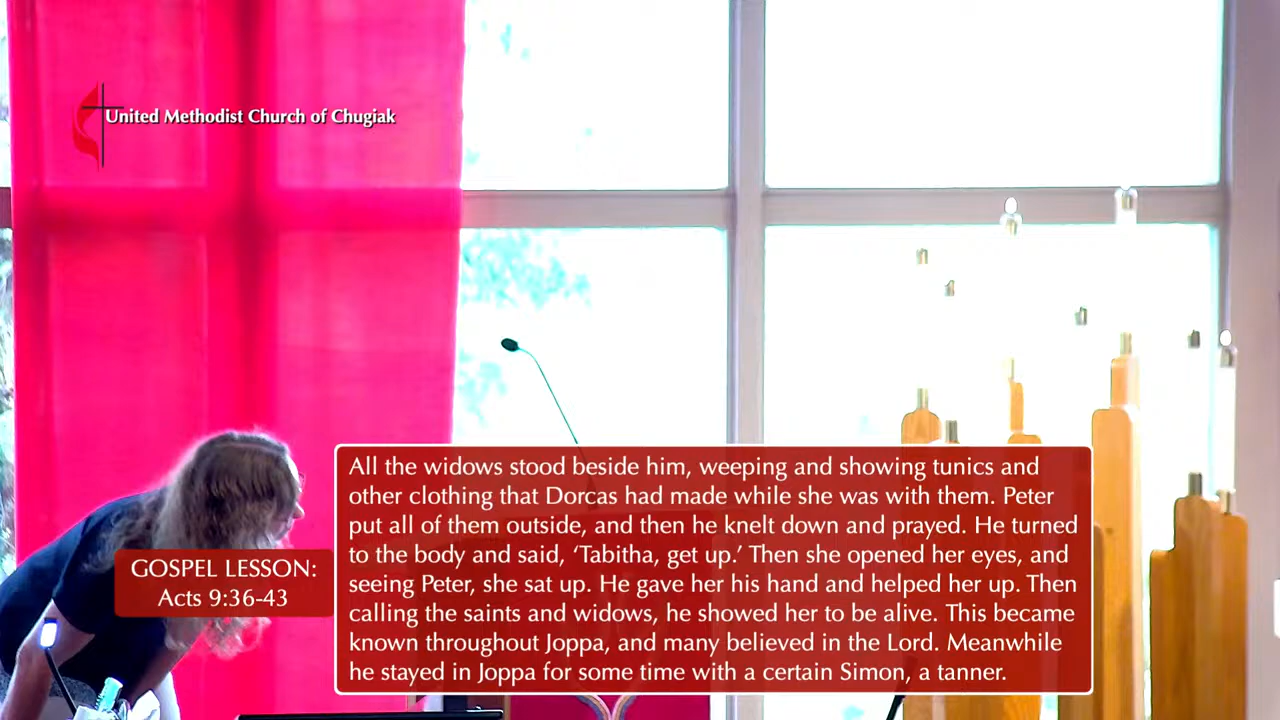 United Methodist Church of Chugiak
GOSPEL LESSON:
Acts 9:36-43
All the widows stood beside him, weeping and showing tunics and
other clothing that Dorcas had made while she was with them. Peter
put all of them outside, and then he knelt down and prayed. He turned
to the body and said, ‘Tabitha, get up.’ Then she opened her eyes, and
seeing Peter, she sat up. He gave her his hand and helped her up. Then
calling the saints and widows, he showed her to be alive. This became
known throughout Joppa, and many believed in the Lord. Meanwhile
he stayed in Joppa for some time with a certain Simon, a tanner.